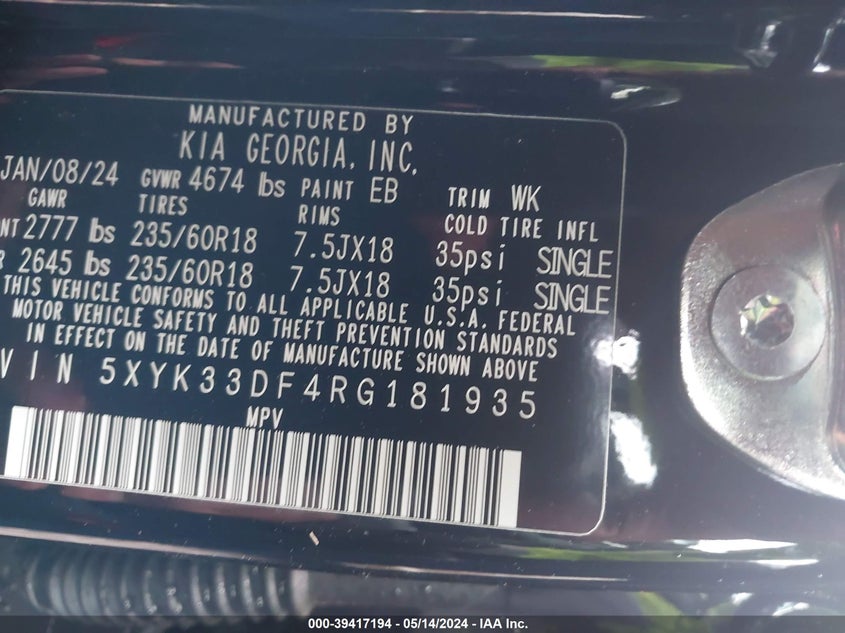 MANUFACTURED BY
KIA GEORGIA, INC.
JAN/08/24 GVWR 4674 lbs PAINT EB TRIM WK
GAWR TIRES RIMS COLD TIRE INFL
NT 2777 lbs 235/60R18 7.5JX18 35psi SINGLE
R 2645 lbs 235/60R18 7.5JX18 35psi SINGLE
THIS VEHICLE CONFORMS TO ALL APPLICABLE U.S.A. FEDERAL
MOTOR VEHICLE SAFETY AND THEFT PREVENTION STANDARDS
IN EFFECT ON THE DATE OF MANUFACTURE SHOWN ABOVE
VIN 5XYK33DF4RG181935
MPV
000-39417194 - 05/14/2024 - IAA Inc.